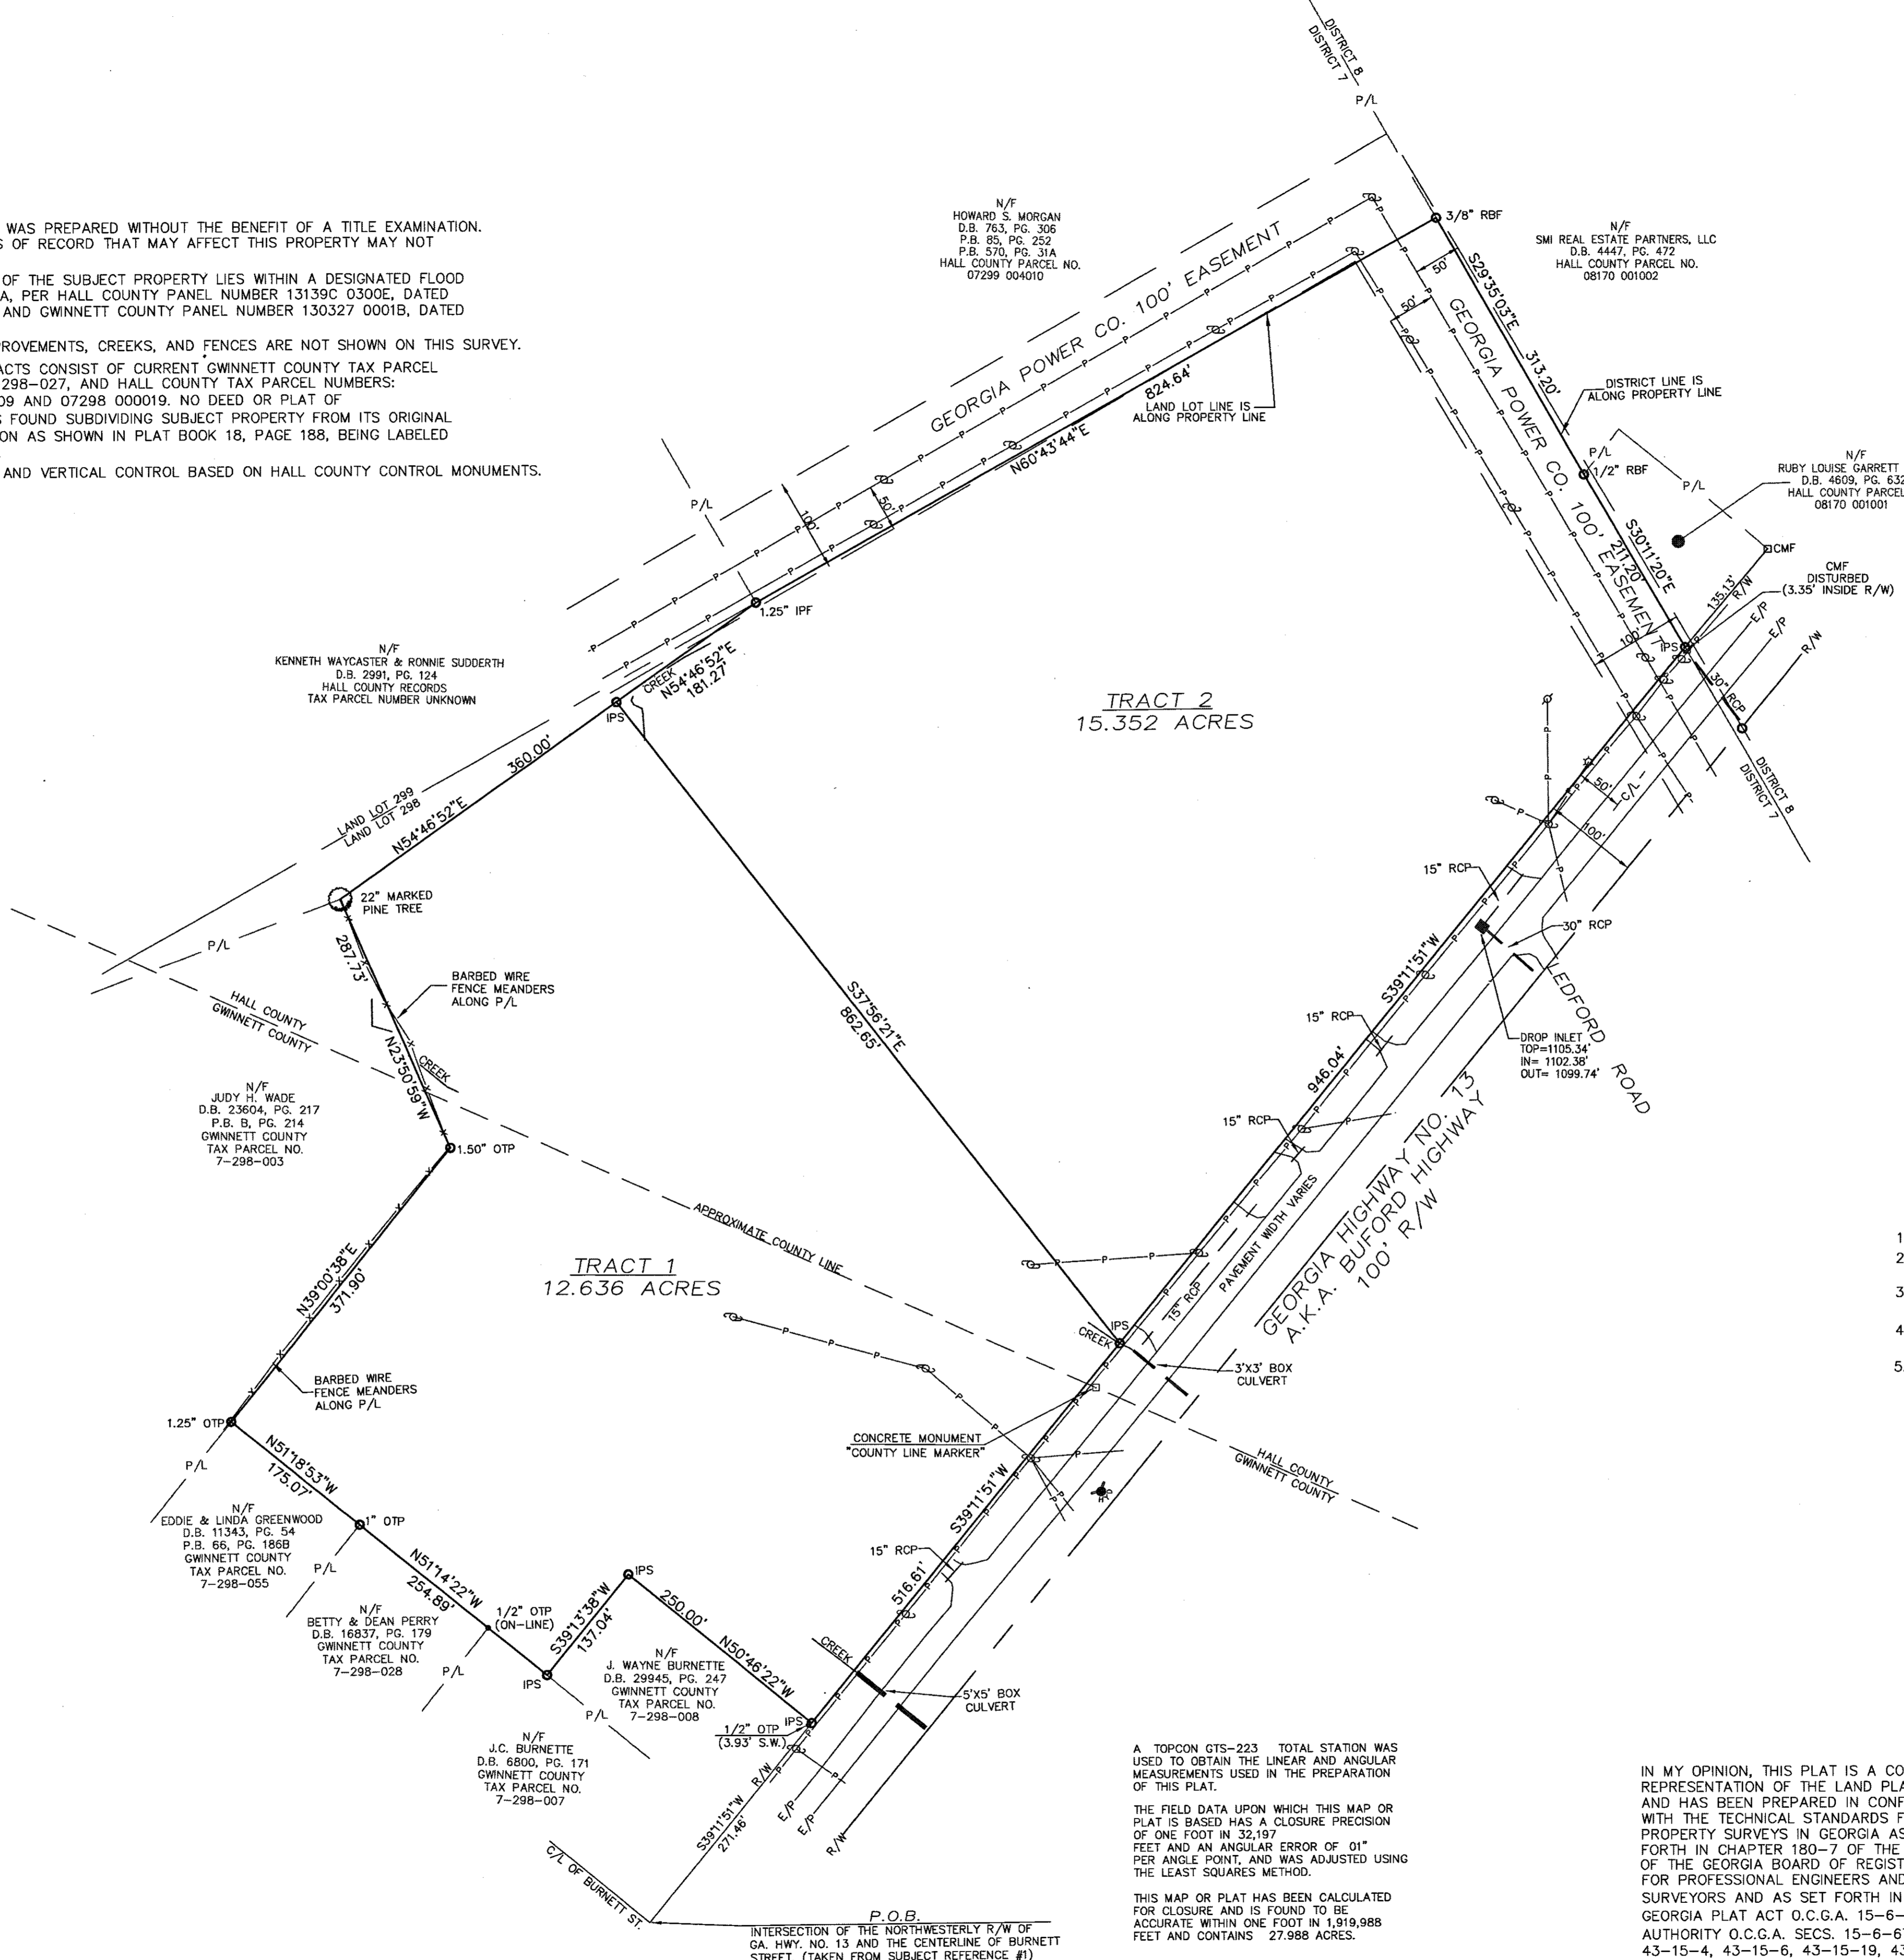 WAS PREPARED WITHOUT THE BENEFIT OF A TITLE EXAMINATION.
S OF RECORD THAT MAY AFFECT THIS PROPERTY MAY NOT
OF THE SUBJECT PROPERTY LIES WITHIN A DESIGNATED FLOOD
A, PER HALL COUNTY PANEL NUMBER 13139C 0300E, DATED
AND GWINNETT COUNTY PANEL NUMBER 130327 0001B, DATED
PROVEMENTS, CREEKS, AND FENCES ARE NOT SHOWN ON THIS SURVEY.
ACTS CONSIST OF CURRENT GWINNETT COUNTY TAX PARCEL
298-027, AND HALL COUNTY TAX PARCEL NUMBERS:
09 AND 07298 000019. NO DEED OR PLAT OF
S FOUND SUBDIVIDING SUBJECT PROPERTY FROM ITS ORIGINAL
ON AS SHOWN IN PLAT BOOK 18, PAGE 188, BEING LABELED
AND VERTICAL CONTROL BASED ON HALL COUNTY CONTROL MONUMENTS.
DISTRICT 8
DISTRICT 7
P/L
N/F
HOWARD S. MORGAN
D.B. 763, PG. 306
P.B. 85, PG. 252
P.B. 570, PG. 31A
HALL COUNTY PARCEL NO.
07299 004010
3/8" RBF
N/F
SMI REAL ESTATE PARTNERS, LLC
D.B. 4447, PG. 472
HALL COUNTY PARCEL NO.
08170 001002
GEORGIA POWER CO. 100' EASEMENT
824.64'
N60°43'44"E
LAND LOT LINE IS
ALONG PROPERTY LINE
50'
50'
S29°35'03"E
313.20'
GEORGIA POWER CO. 100' EASEMENT
DISTRICT LINE IS
ALONG PROPERTY LINE
P/L
1/2" RBF
P/L
N/F
RUBY LOUISE GARRETT
D.B. 4609, PG. 632
HALL COUNTY PARCEL
08170 001001
S30°11'20"E
211.20'
CMF
CMF
DISTURBED
(3.35' INSIDE R/W)
135.13'
R/W
E/P
E/P
R/W
100'
IPS
30" RCP
P/L
100'
50'
1.25" IPF
N/F
KENNETH WAYCASTER & RONNIE SUDDERTH
D.B. 2991, PG. 124
HALL COUNTY RECORDS
TAX PARCEL NUMBER UNKNOWN
CREEK
N54°46'52"E
181.27'
IPS
360.00'
N54°46'52"E
LAND LOT 299
LAND LOT 298
TRACT 2
15.352 ACRES
DISTRICT 8
DISTRICT 7
50'
C/L
100'
15" RCP
30" RCP
LEDFORD ROAD
DROP INLET
TOP=1105.34'
IN= 1102.38'
OUT= 1099.74'
22" MARKED
PINE TREE
P/L
287.73'
N23°50'59"W
BARBED WIRE
FENCE MEANDERS
ALONG P/L
HALL COUNTY
GWINNETT COUNTY
CREEK
S37°56'21"E
862.65'
S39°11'51"W
946.04'
15" RCP
15" RCP
N/F
JUDY H. WADE
D.B. 23604, PG. 217
P.B. B, PG. 214
GWINNETT COUNTY
TAX PARCEL NO.
7-298-003
1.50" OTP
APPROXIMATE COUNTY LINE
PAVEMENT WIDTH VARIES
GEORGIA HIGHWAY NO. 13
A.K.A. BUFORD HIGHWAY
100' R/W
TRACT 1
12.636 ACRES
N39°00'38"E
371.90'
BARBED WIRE
FENCE MEANDERS
ALONG P/L
1.25" OTP
P/L
IPS
CREEK
15" RCP
3'X3' BOX
CULVERT
CONCRETE MONUMENT
"COUNTY LINE MARKER"
HALL COUNTY
GWINNETT COUNTY
N51°18'53"W
175.07'
N/F
EDDIE & LINDA GREENWOOD
D.B. 11343, PG. 54
P.B. 66, PG. 186B
GWINNETT COUNTY
TAX PARCEL NO.
7-298-055
1" OTP
P/L
N51°14'22"W
254.89'
N/F
BETTY & DEAN PERRY
D.B. 16837, PG. 179
GWINNETT COUNTY
TAX PARCEL NO.
7-298-028
1/2" OTP
(ON-LINE)
P/L
S39°13'38"W
137.04'
IPS
IPS
250.00'
N50°46'22"W
N/F
J. WAYNE BURNETTE
D.B. 29945, PG. 247
GWINNETT COUNTY
TAX PARCEL NO.
7-298-008
P/L
S39°11'51"W
516.61'
15" RCP
CREEK
5'X5' BOX
CULVERT
IPS
1/2" OTP
(3.93' S.W.)
N/F
J.C. BURNETTE
D.B. 6800, PG. 171
GWINNETT COUNTY
TAX PARCEL NO.
7-298-007
R/W
S39°11'51"W
271.46'
E/P
E/P
R/W
C/L OF BURNETT ST.
P.O.B.
INTERSECTION OF THE NORTHWESTERLY R/W OF
GA. HWY. NO. 13 AND THE CENTERLINE OF BURNETT
STREET. (TAKEN FROM SUBJECT REFERENCE #1)
A TOPCON GTS-223 TOTAL STATION WAS
USED TO OBTAIN THE LINEAR AND ANGULAR
MEASUREMENTS USED IN THE PREPARATION
OF THIS PLAT.
THE FIELD DATA UPON WHICH THIS MAP OR
PLAT IS BASED HAS A CLOSURE PRECISION
OF ONE FOOT IN 32,197
FEET AND AN ANGULAR ERROR OF 01"
PER ANGLE POINT, AND WAS ADJUSTED USING
THE LEAST SQUARES METHOD.
THIS MAP OR PLAT HAS BEEN CALCULATED
FOR CLOSURE AND IS FOUND TO BE
ACCURATE WITHIN ONE FOOT IN 1,919,988
FEET AND CONTAINS 27.988 ACRES.
1
2
3
4
5.
IN MY OPINION, THIS PLAT IS A CO
REPRESENTATION OF THE LAND PLA
AND HAS BEEN PREPARED IN CONF
WITH THE TECHNICAL STANDARDS F
PROPERTY SURVEYS IN GEORGIA AS
FORTH IN CHAPTER 180-7 OF THE
OF THE GEORGIA BOARD OF REGIST
FOR PROFESSIONAL ENGINEERS AND
SURVEYORS AND AS SET FORTH IN
GEORGIA PLAT ACT O.C.G.A. 15-6-
AUTHORITY O.C.G.A. SECS. 15-6-6
43-15-4, 43-15-6, 43-15-19, 4